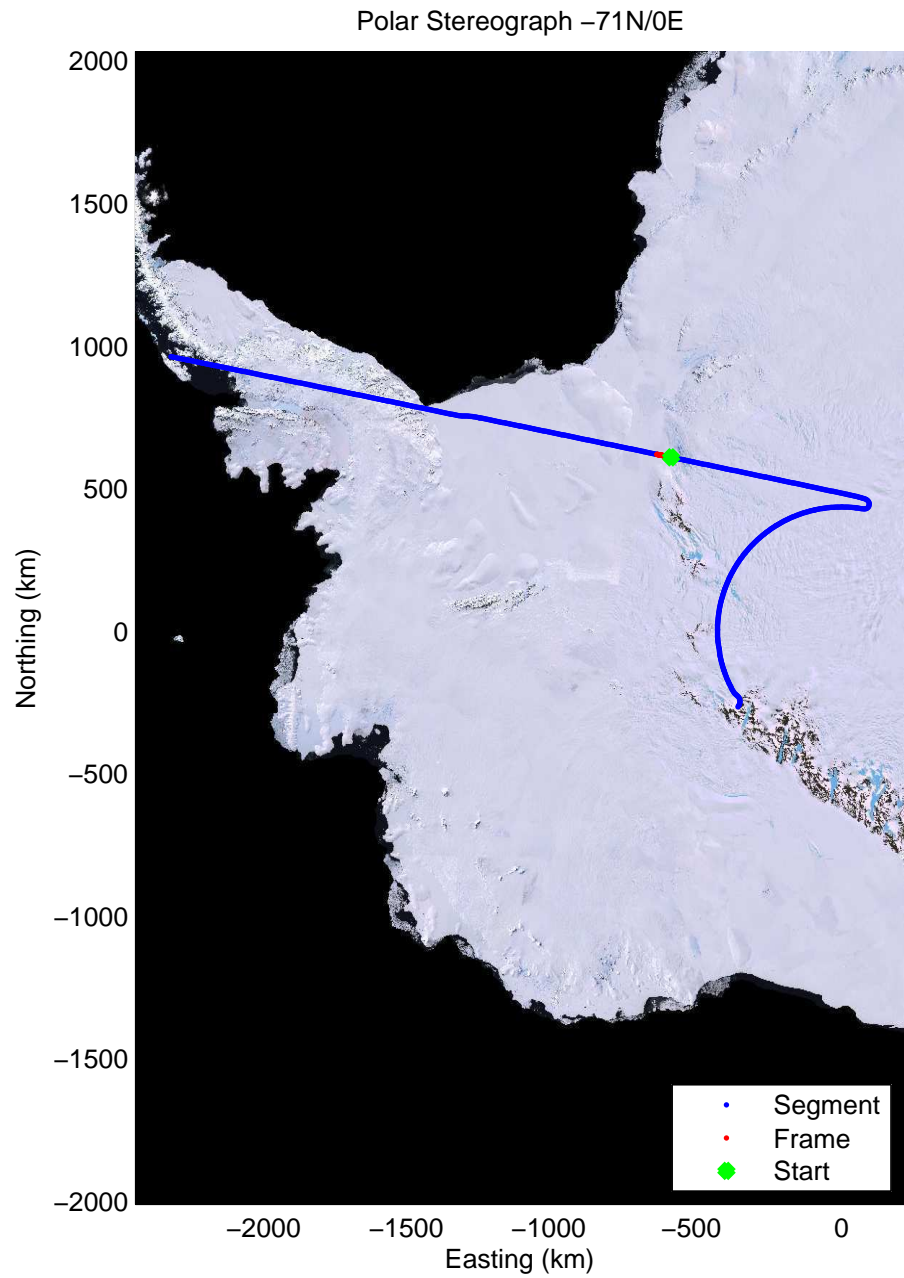 Polar Stereograph −71N/0E
2000
1500
1000
500
0
−500
−1000
−1500
−2000
Northing (km)
−2000 −1500 −1000 −500 0
Easting (km)
Segment
Frame
Start